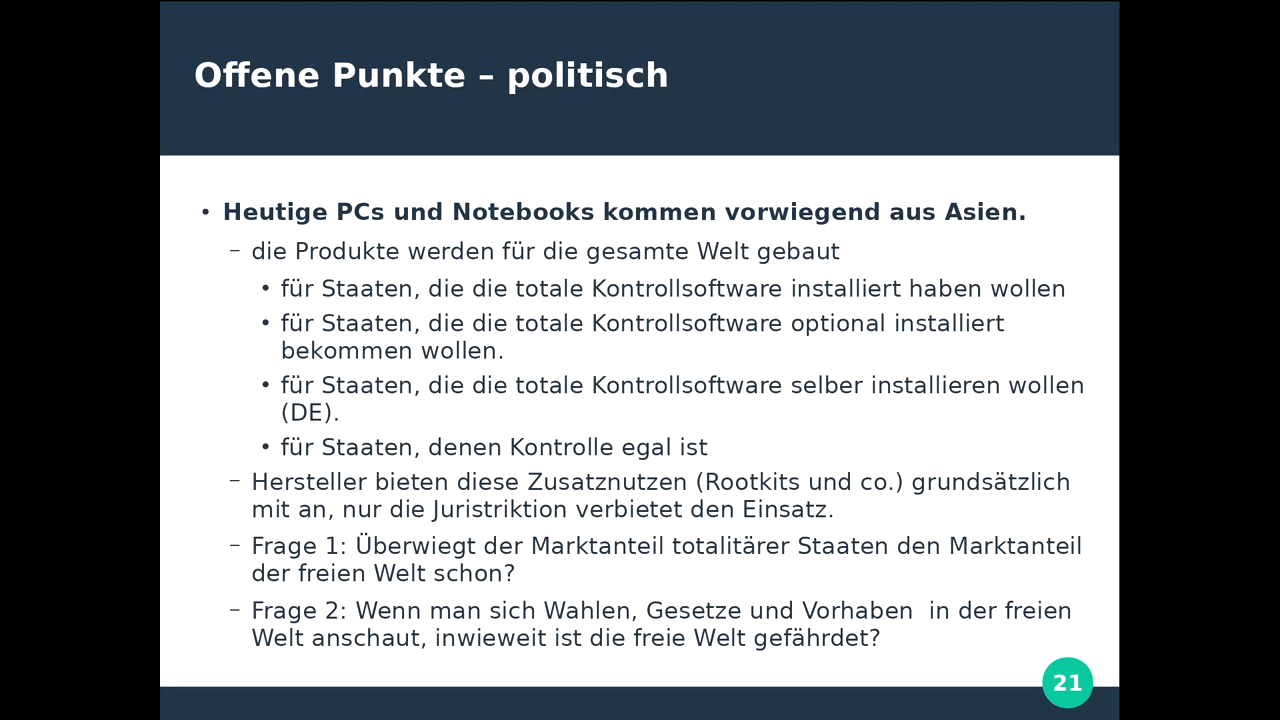 Offene Punkte – politisch
• Heutige PCs und Notebooks kommen vorwiegend aus Asien.
– die Produkte werden für die gesamte Welt gebaut
• für Staaten, die die totale Kontrollsoftware installiert haben wollen
• für Staaten, die die totale Kontrollsoftware optional installiert
bekommen wollen.
• für Staaten, die die totale Kontrollsoftware selber installieren wollen
(DE).
• für Staaten, denen Kontrolle egal ist
– Hersteller bieten diese Zusatznutzen (Rootkits und co.) grundsätzlich
mit an, nur die Juristriktion verbietet den Einsatz.
– Frage 1: Überwiegt der Marktanteil totalitärer Staaten den Marktanteil
der freien Welt schon?
– Frage 2: Wenn man sich Wahlen, Gesetze und Vorhaben  in der freien
Welt anschaut, inwieweit ist die freie Welt gefährdet?
21